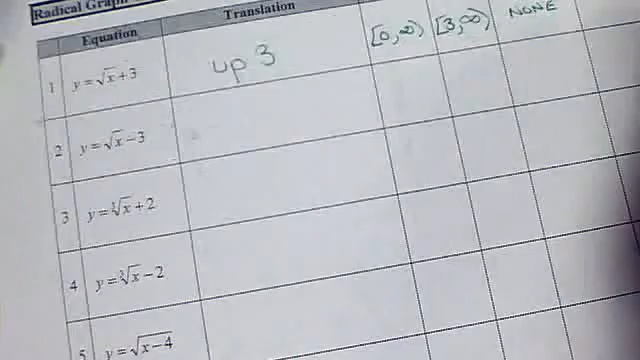 Radical Graph
Equation Translation
1 y = √x + 3 up 3 [0, ∞) [3, ∞) NONE
2 y = √x − 3
3 y = ∛x + 2
4 y = ∛x − 2
5 y = √(x − 4)